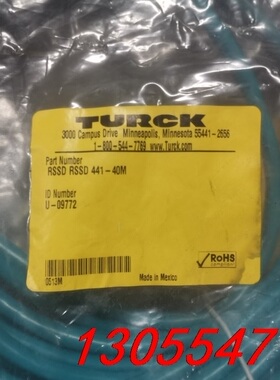 TURCK
3000 Campus Drive Minneapolis, Minnesota 55441-2656
1-800-544-7769 www.Turck.com
Part Number
RSSD RSSD 441-40M
ID Number
U-09772
RoHS
0513M
Made in Mexico
1305547